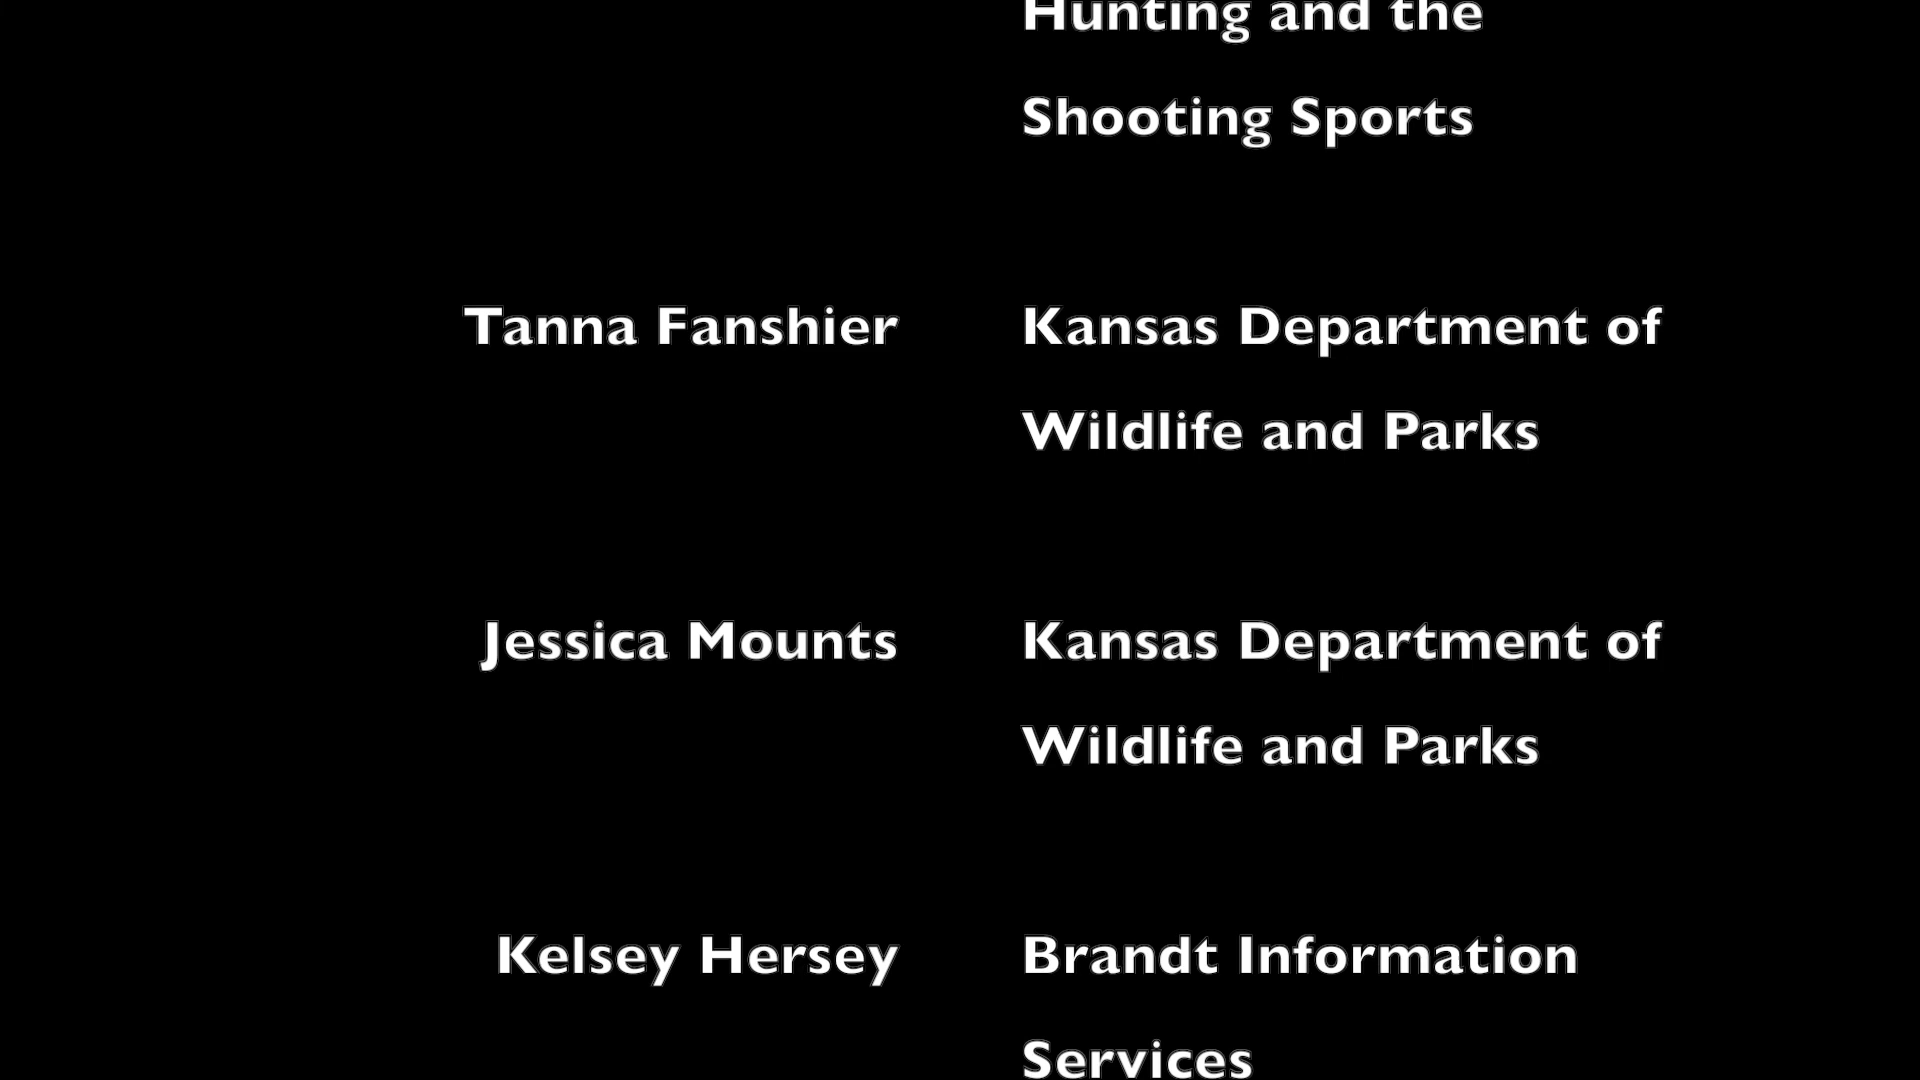 Hunting and the
Shooting Sports
Tanna Fanshier Kansas Department of
Wildlife and Parks
Jessica Mounts Kansas Department of
Wildlife and Parks
Kelsey Hersey Brandt Information
Services